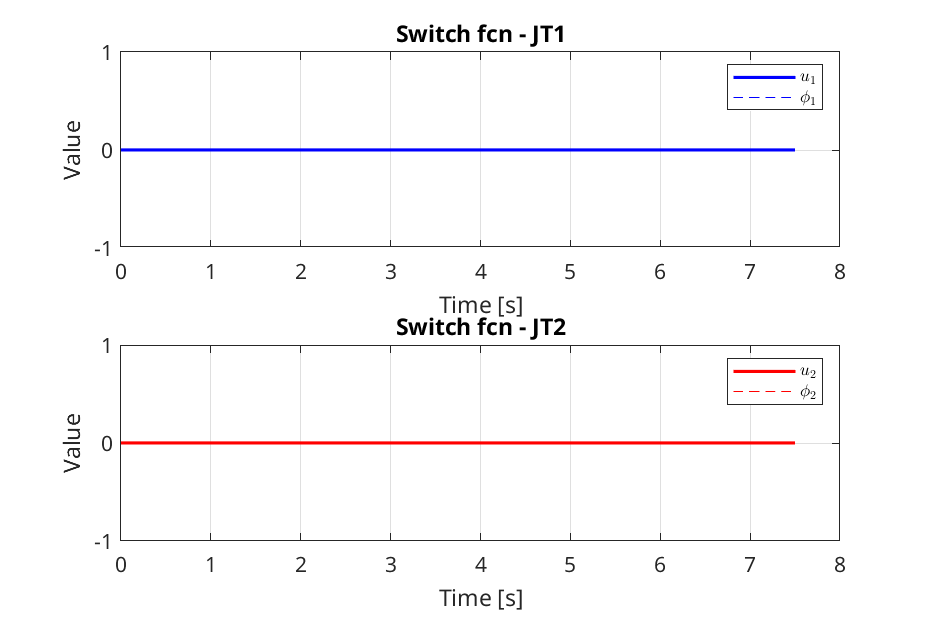 Switch fcn - JT1
1
0
-1
Value
u₁
ϕ₁
0 1 2 3 4 5 6 7 8
Time [s]
Switch fcn - JT2
1
0
-1
Value
u₂
ϕ₂
0 1 2 3 4 5 6 7 8
Time [s]